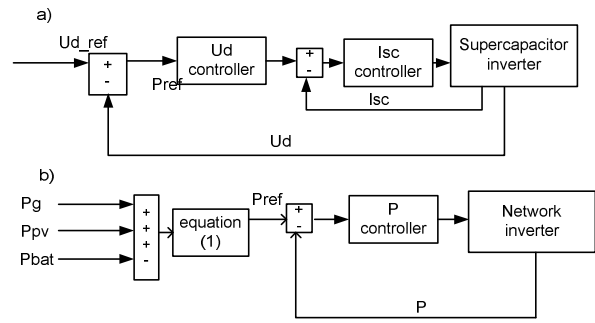 a)
Ud_ref
+
-
Pref
Ud
controller
+
-
Isc
controller
Supercapacitor
inverter
Isc
Ud
b)
Pg
Ppv
Pbat
+
+
+
-
equation
(1)
Pref
+
-
P
controller
Network
inverter
P